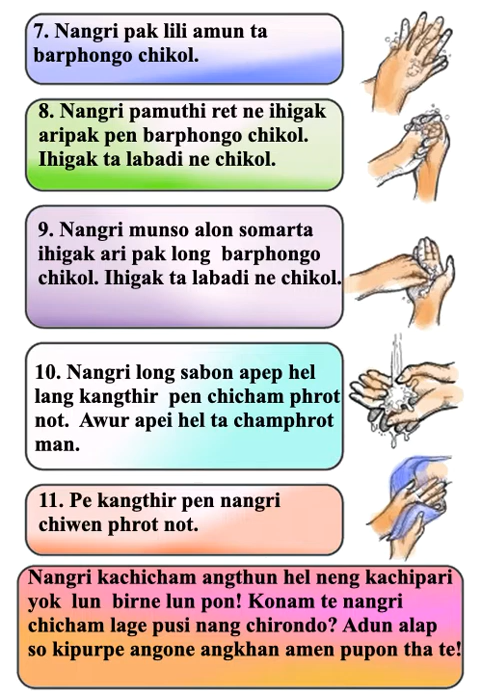 7. Nangri pak lili amun ta
barphongo chikol.
8. Nangri pamuthi ret ne ihigak
aripak pen barphongo chikol.
Ihigak ta labadi ne chikol.
9. Nangri munso alon somarta
ihigak ari pak long barphongo
chikol. Ihigak ta labadi ne chikol.
10. Nangri long sabon apep hel
lang kangthir pen chicham phrot
not. Awur apei hel ta champhrot
man.
11. Pe kangthir pen nangri
chiwen phrot not.
Nangri kachicham angthun hel neng kachipari
yok lun birne lun pon! Konam te nangri
chicham lage pusi nang chirondo? Adun alap
so kipurpe angone angkhan amen pupon tha te!